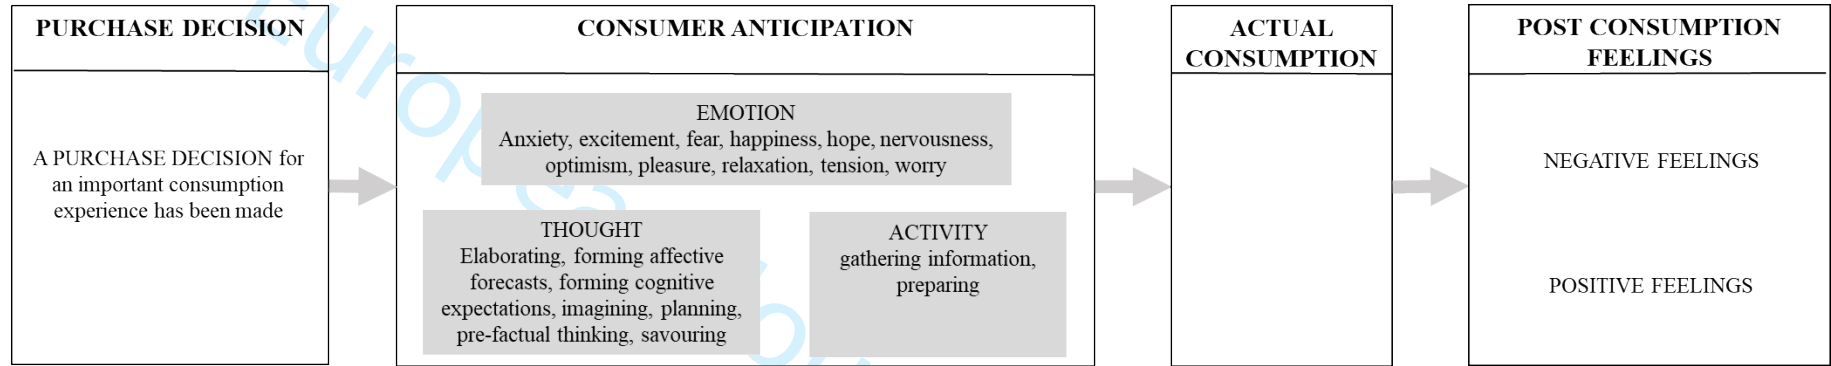 PURCHASE DECISION
A PURCHASE DECISION for
an important consumption
experience has been made
CONSUMER ANTICIPATION
EMOTION
Anxiety, excitement, fear, happiness, hope, nervousness,
optimism, pleasure, relaxation, tension, worry
THOUGHT
Elaborating, forming affective
forecasts, forming cognitive
expectations, imagining, planning,
pre-factual thinking, savouring
ACTIVITY
gathering information,
preparing
ACTUAL
CONSUMPTION
POST CONSUMPTION
FEELINGS
NEGATIVE FEELINGS
POSITIVE FEELINGS